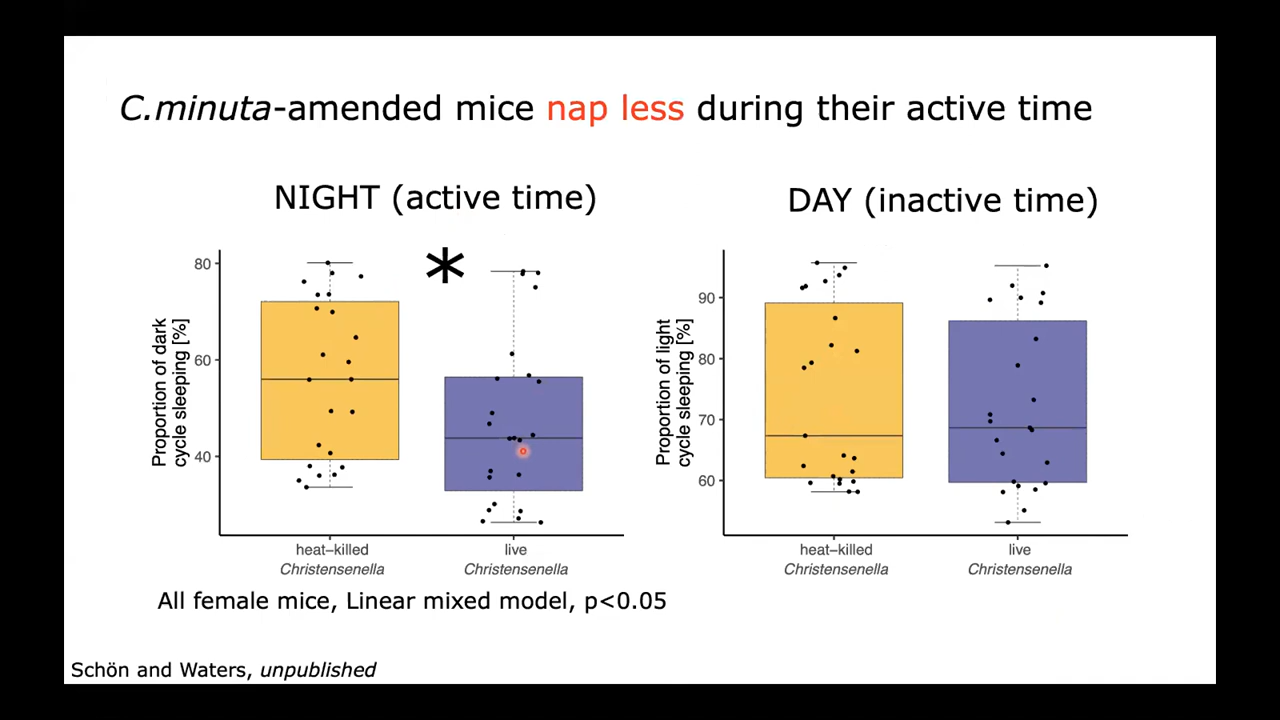 C.minuta-amended mice nap less during their active time
NIGHT (active time)
DAY (inactive time)
*
Proportion of dark
cycle sleeping [%]
80
60
40
heat–killed
Christensenella
live
Christensenella
Proportion of light
cycle sleeping [%]
90
80
70
60
heat–killed
Christensenella
live
Christensenella
All female mice, Linear mixed model, p<0.05
Schön and Waters, unpublished